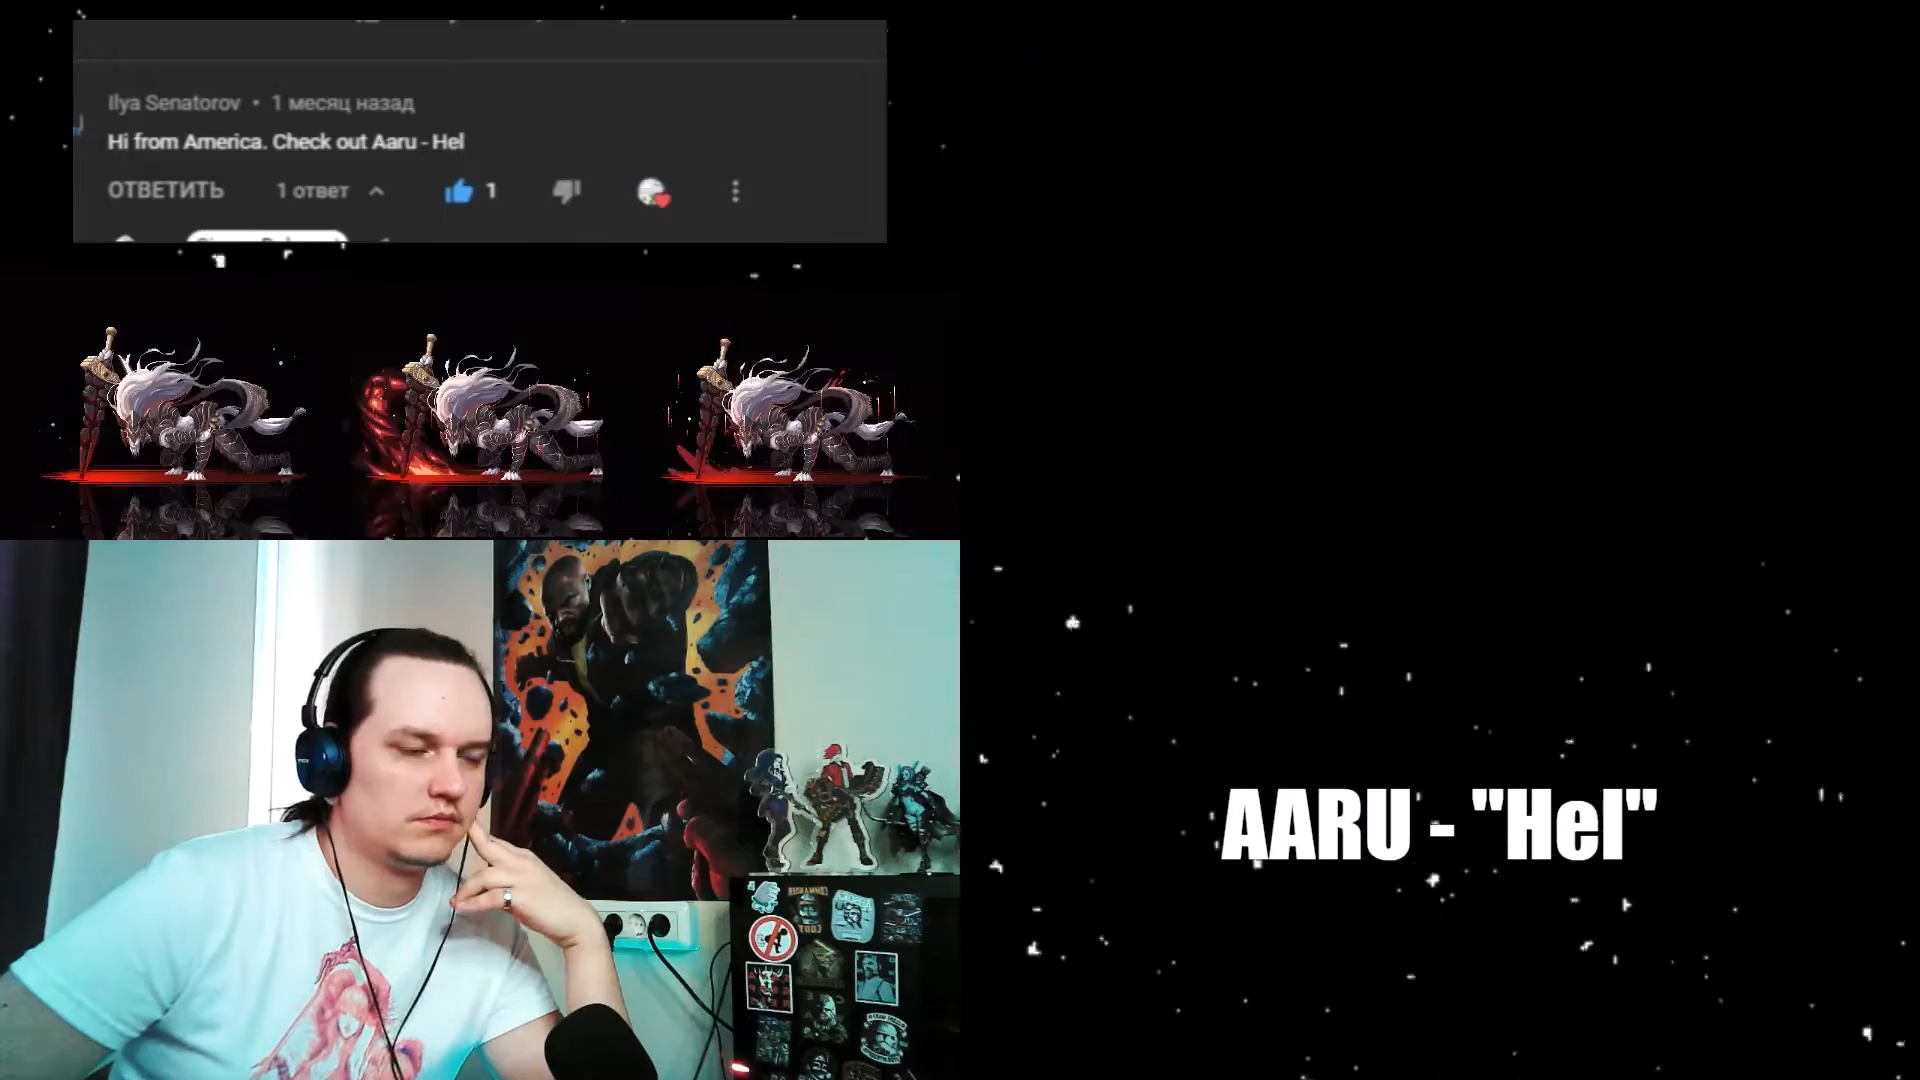 Ilya Senatorov • 1 месяц назад
Hi from America. Check out Aaru - Hel
ОТВЕТИТЬ 1 ответ 1
AARU - "Hel"